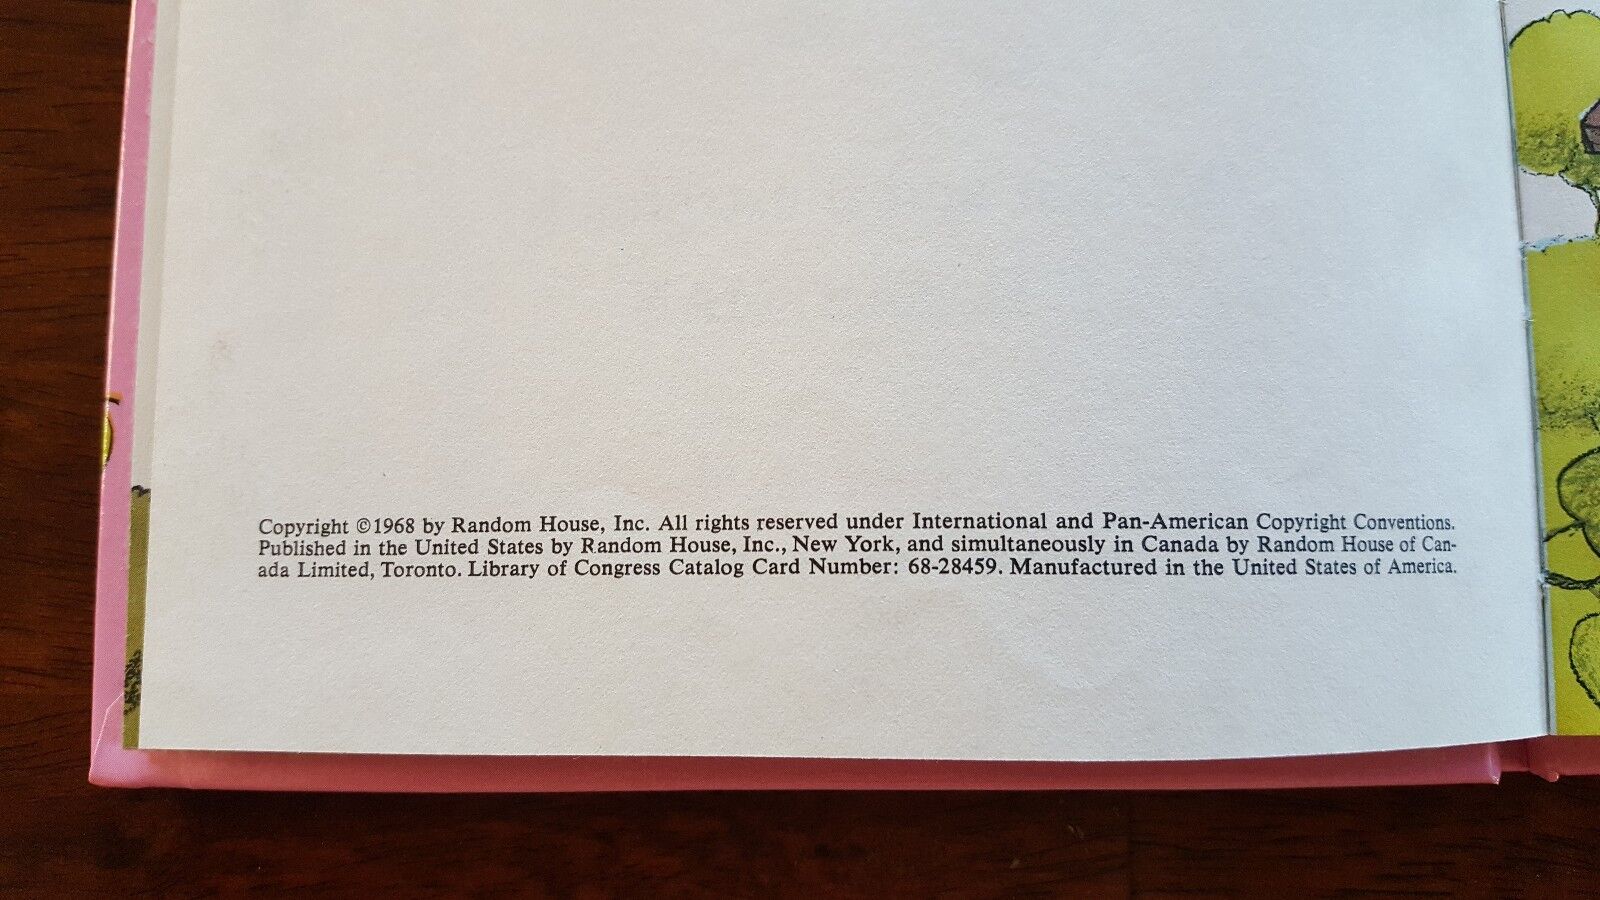 Copyright ©1968 by Random House, Inc. All rights reserved under International and Pan-American Copyright Conventions.
Published in the United States by Random House, Inc., New York, and simultaneously in Canada by Random House of Can-
ada Limited, Toronto. Library of Congress Catalog Card Number: 68-28459. Manufactured in the United States of America.